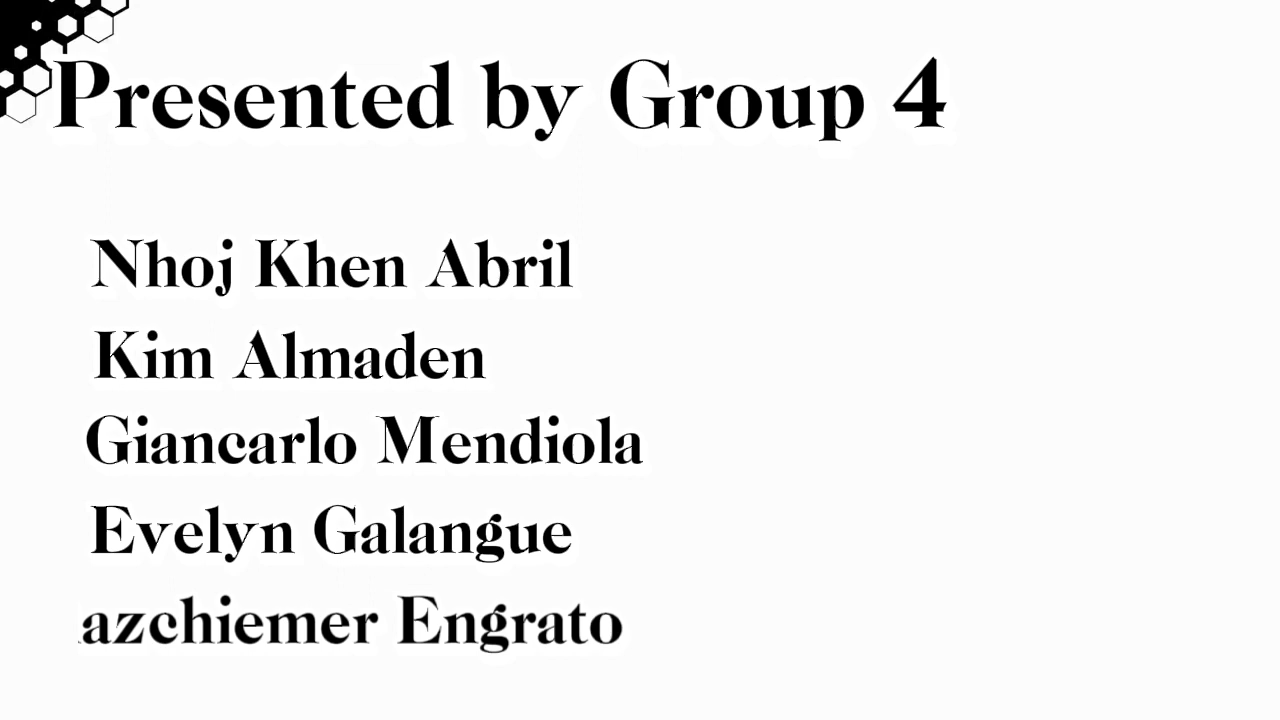 Presented by Group 4
Nhoj Khen Abril
Kim Almaden
Giancarlo Mendiola
Evelyn Galangue
azchiemer Engrato